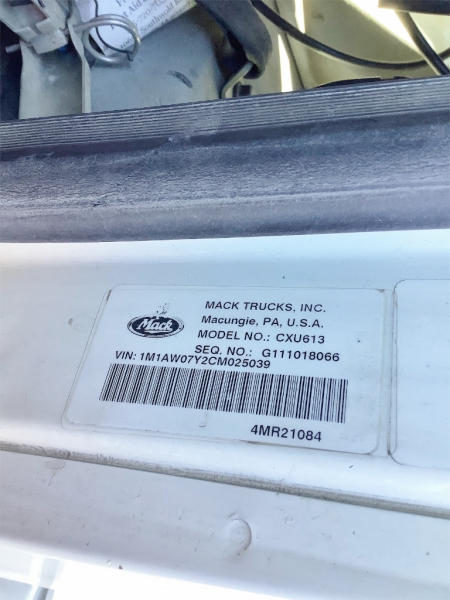 Mack
MACK TRUCKS, INC.
Macungie, PA, U.S.A.
MODEL NO.: CXU613
SEQ. NO.: G111018066
VIN: 1M1AW07Y2CM025039
4MR21084